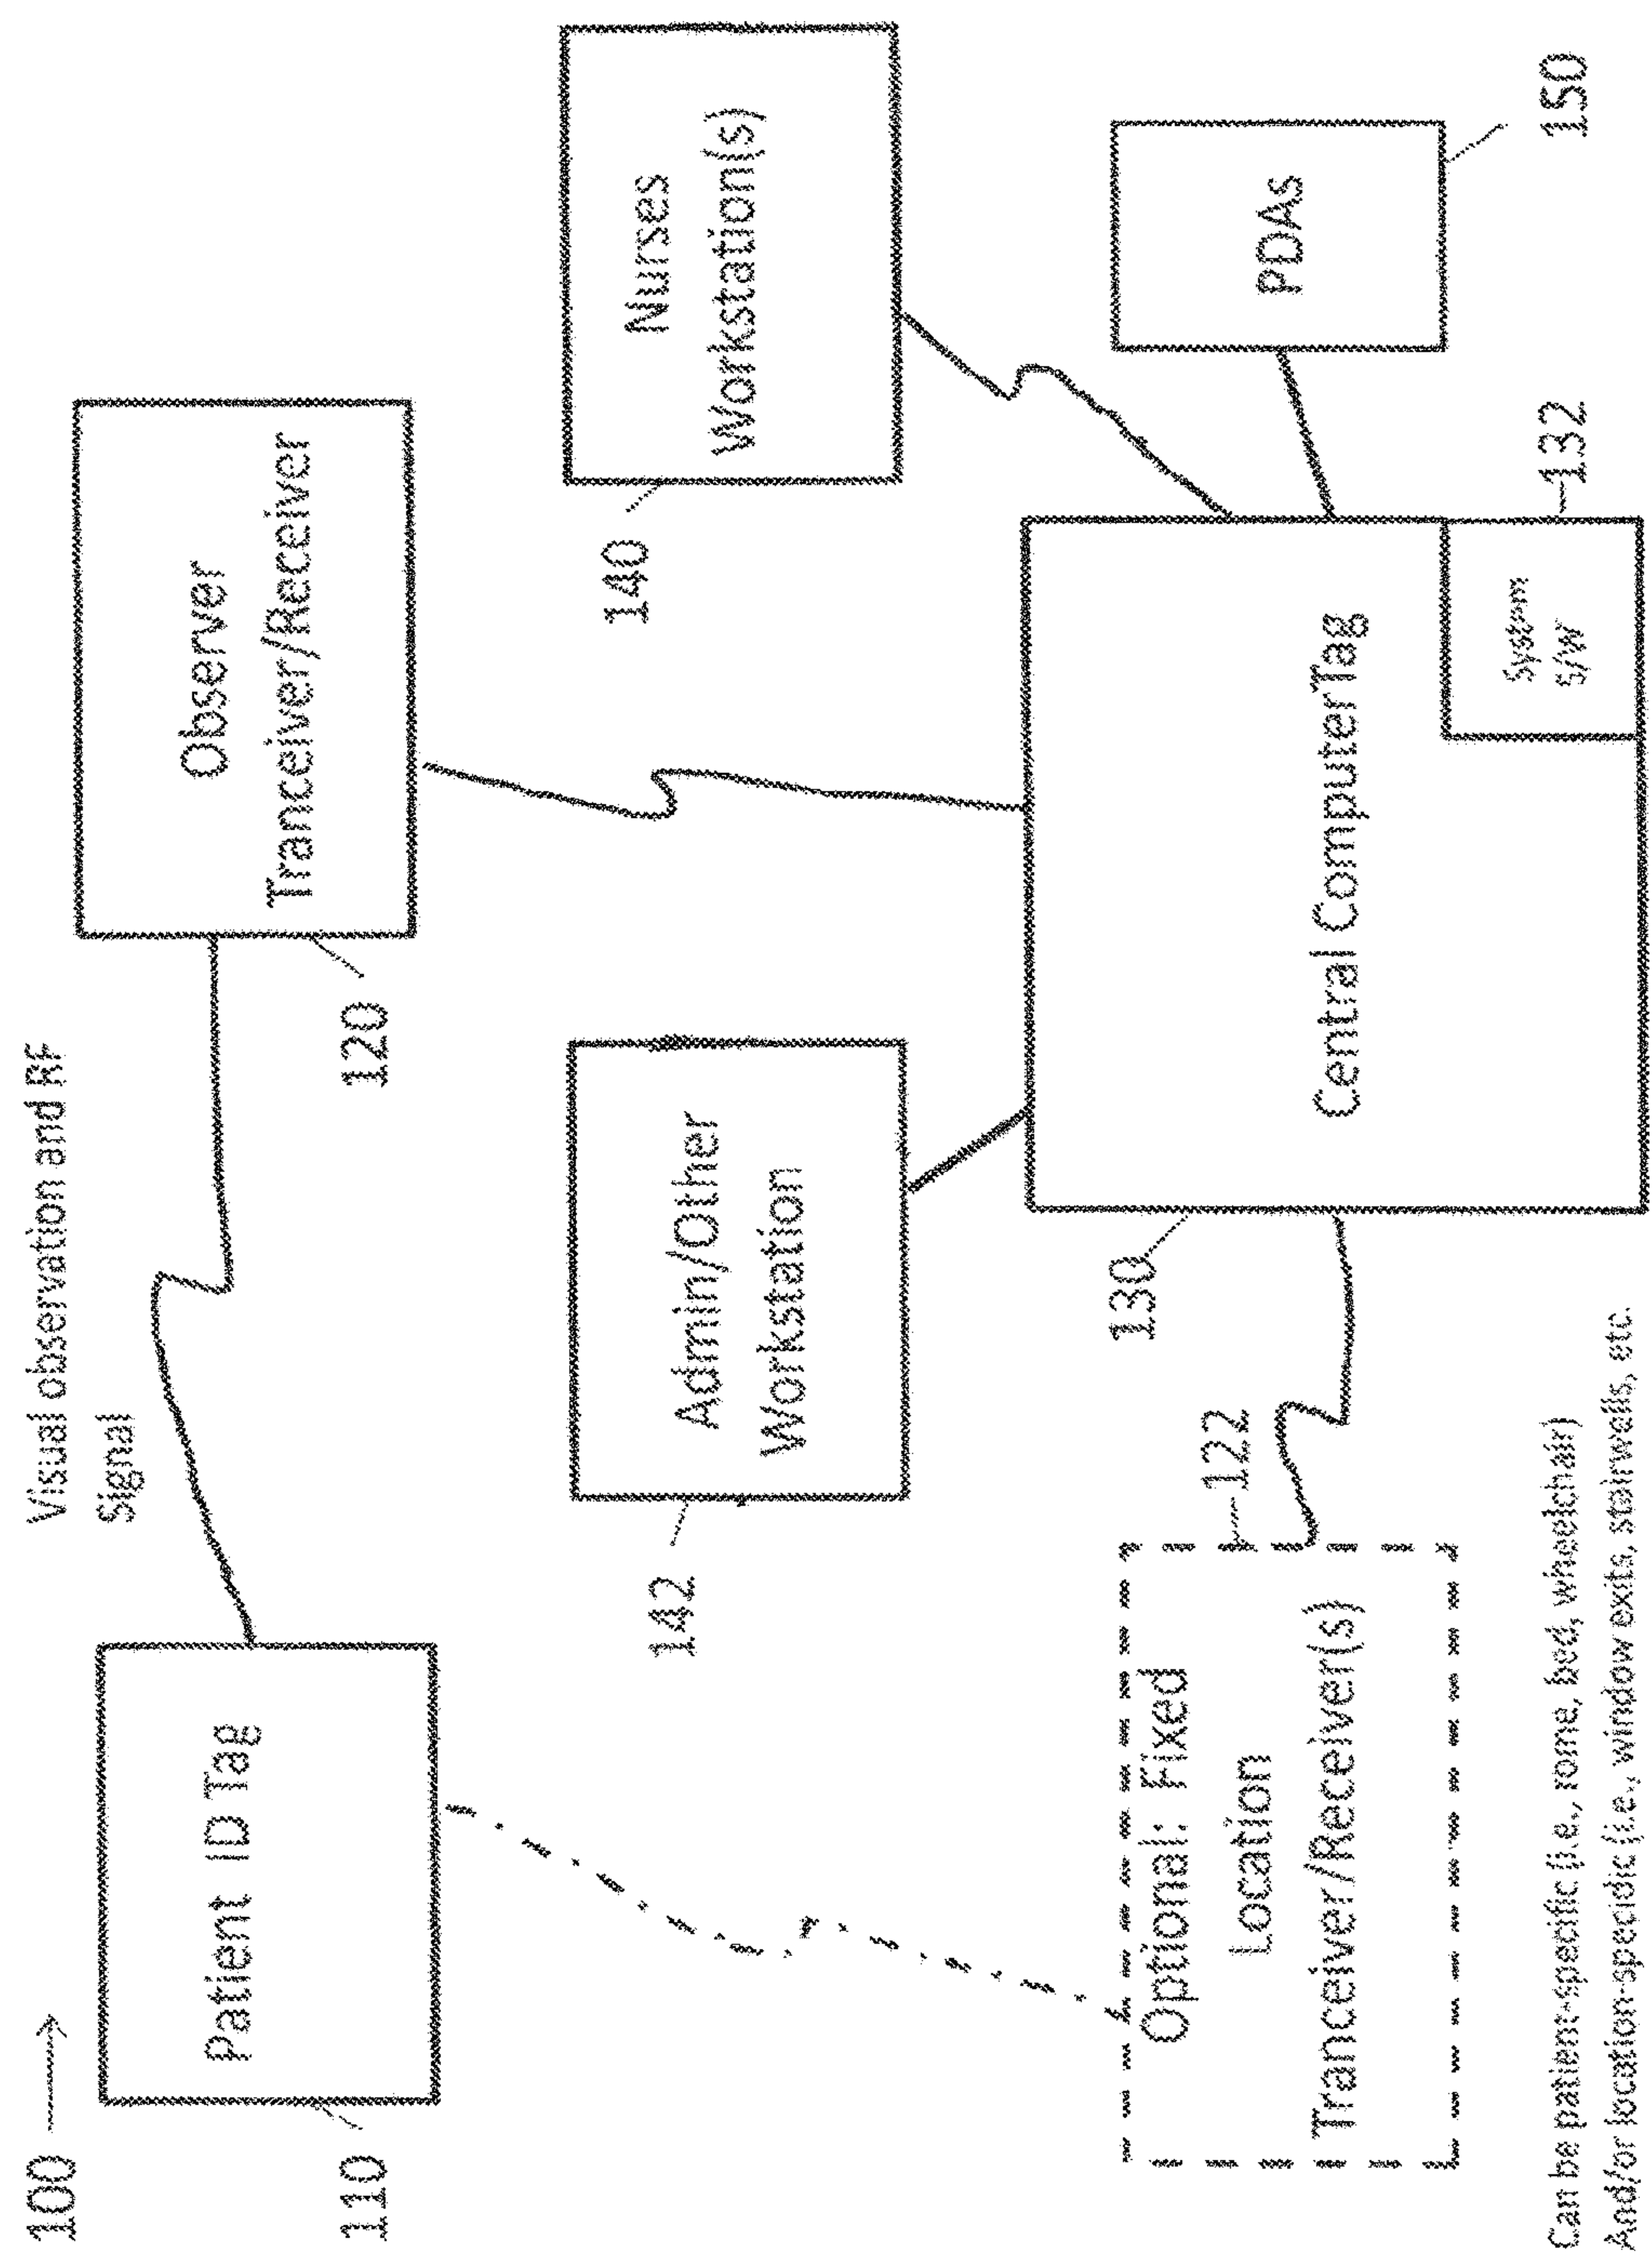 100
Visual observation and RF
Signal
Patient ID Tag
110
Observer
Tranceiver/Receiver
120
Admin/Other
Workstation
142
Nurses
Workstation(s)
140
Optional: Fixed
Location
Tranceiver/Receiver(s)
122
Central ComputerTag
130
System
S/W
132
PDAs
150
Can be patient-specific (i.e., rome, bed, wheelchair)
And/or location-specidic (i.e., window exits, stairwells, etc.